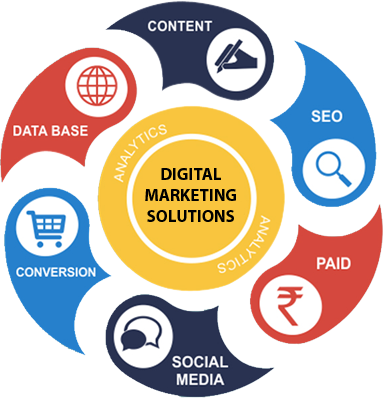 CONTENT
SEO
PAID
SOCIAL
MEDIA
CONVERSION
DATA BASE
ANALYTICS
DIGITAL
MARKETING
SOLUTIONS
ANALYTICS